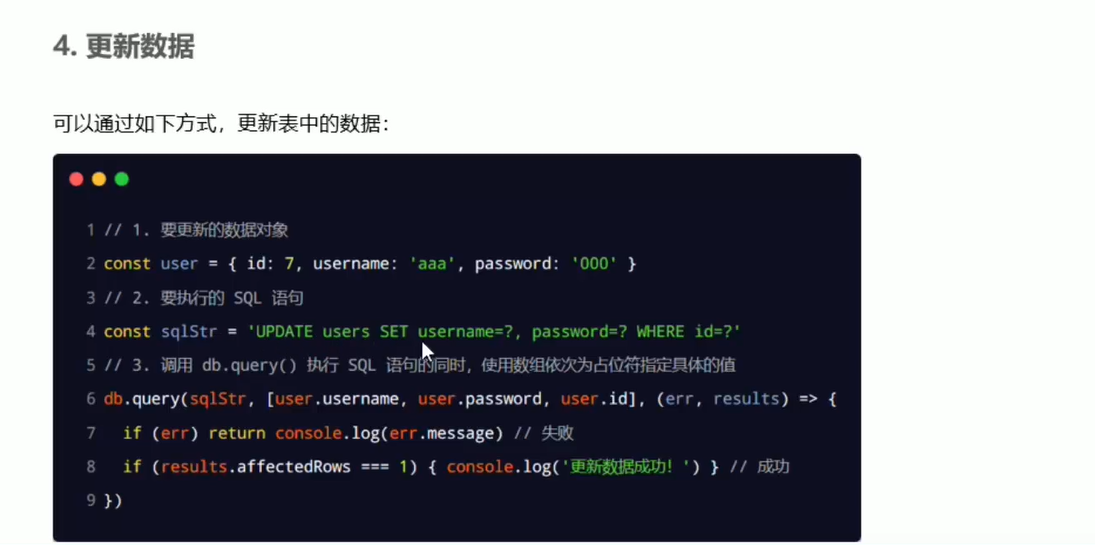 4. 更新数据
可以通过如下方式，更新表中的数据：
1 // 1. 要更新的数据对象
2 const user = { id: 7, username: 'aaa', password: '000' }
3 // 2. 要执行的 SQL 语句
4 const sqlStr = 'UPDATE users SET username=?, password=? WHERE id=?'
5 // 3. 调用 db.query() 执行 SQL 语句的同时，使用数组依次为占位符指定具体的值
6 db.query(sqlStr, [user.username, user.password, user.id], (err, results) => {
7 if (err) return console.log(err.message) // 失败
8 if (results.affectedRows === 1) { console.log('更新数据成功！') } // 成功
9 })